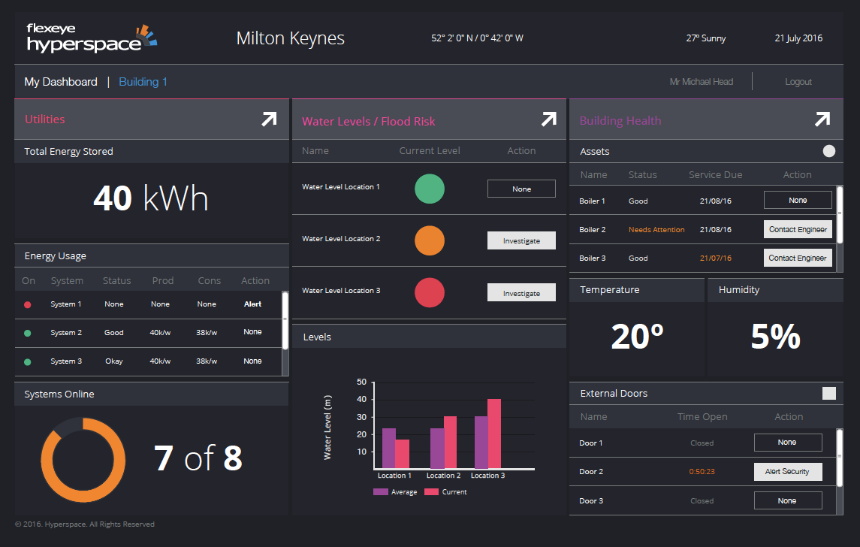 flexeye
hyperspace
Milton Keynes
52° 2' 0" N / 0° 42' 0" W
27° Sunny
21 July 2016
My Dashboard | Building 1
Mr Michael Head
Logout
Utilities
Total Energy Stored
40 kWh
Energy Usage
On System Status Prod Cons Action
System 1 None None None Alert
System 2 Good 40k/w 38k/w None
System 3 Okay 40k/w 38k/w None
Systems Online
7 of 8
Water Levels / Flood Risk
Name Current Level Action
Water Level Location 1 None
Water Level Location 2 Investigate
Water Level Location 3 Investigate
Levels
Water Level (m)
50
40
30
20
10
Location 1 Location 2 Location 3
Average Current
Building Health
Assets
Name Status Service Due Action
Boiler 1 Good 21/08/16 None
Boiler 2 Needs Attention 21/08/16 Contact Engineer
Boiler 3 Good 21/07/16 Contact Engineer
Temperature
20°
Humidity
5%
External Doors
Name Time Open Action
Door 1 Closed None
Door 2 0:50:23 Alert Security
Door 3 Closed None
© 2016. Hyperspace. All Rights Reserved